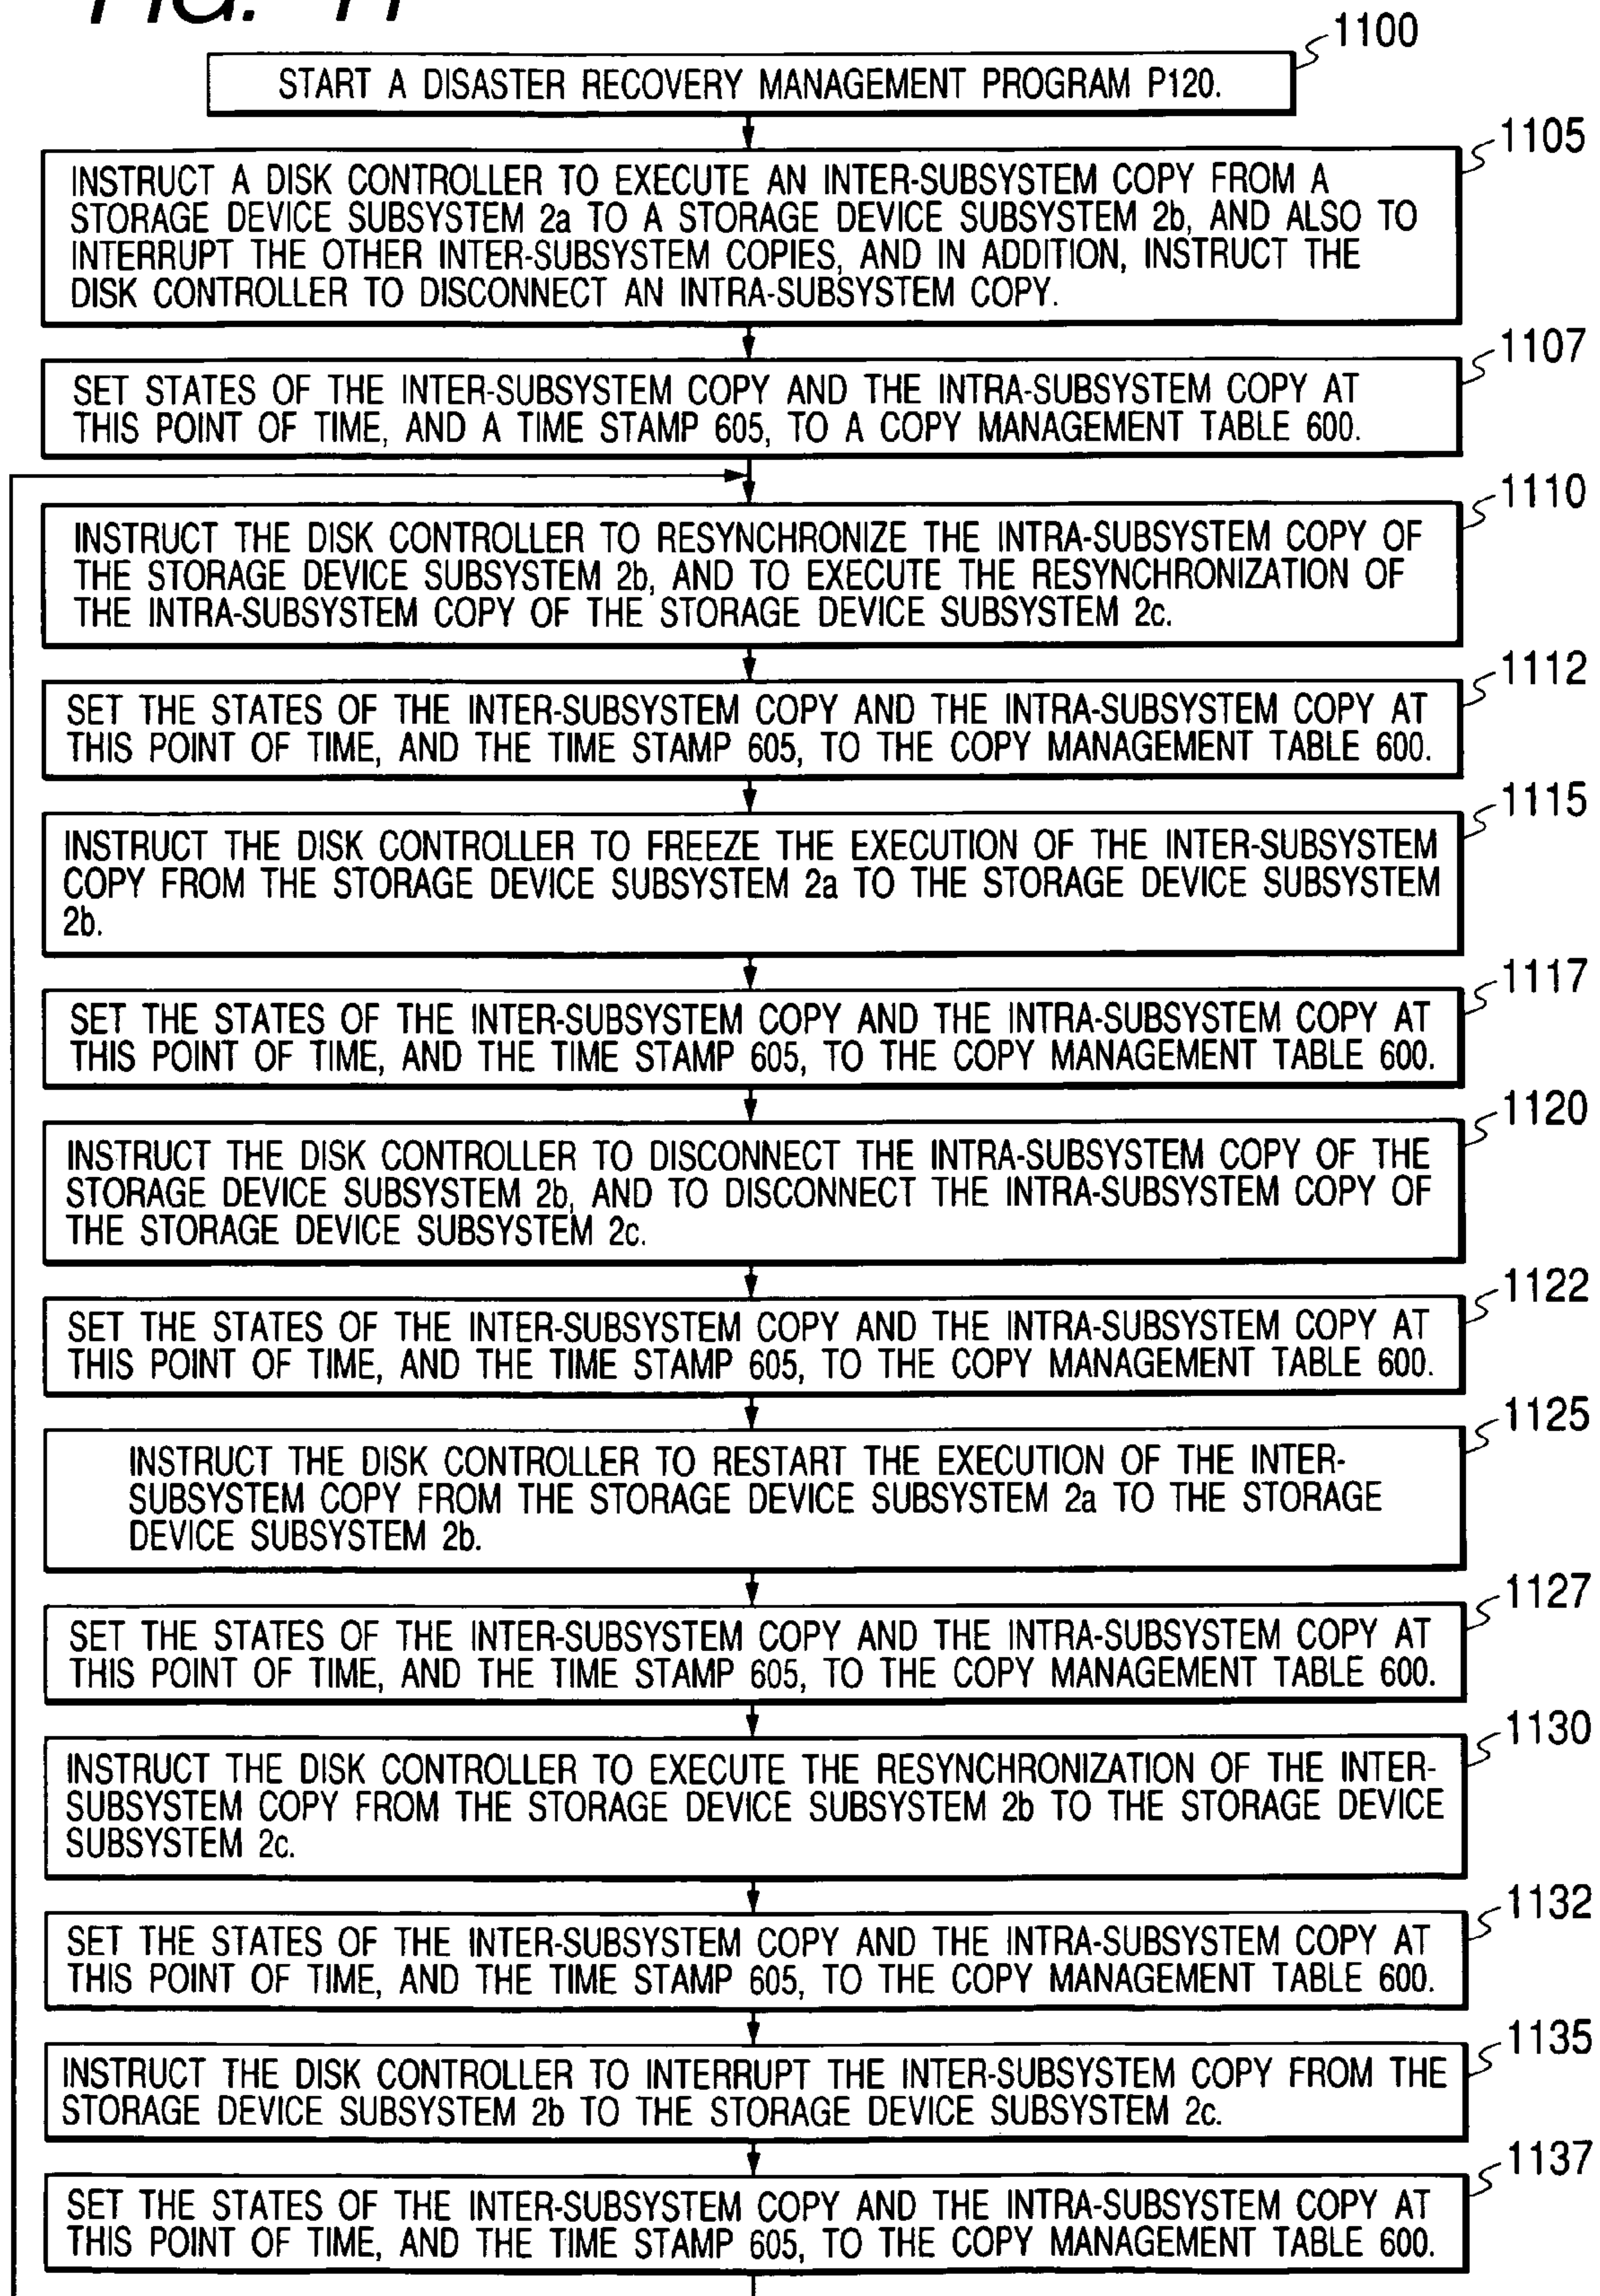 FIG. 11
1100
START A DISASTER RECOVERY MANAGEMENT PROGRAM P120.
1105
INSTRUCT A DISK CONTROLLER TO EXECUTE AN INTER-SUBSYSTEM COPY FROM A
STORAGE DEVICE SUBSYSTEM 2a TO A STORAGE DEVICE SUBSYSTEM 2b, AND ALSO TO
INTERRUPT THE OTHER INTER-SUBSYSTEM COPIES, AND IN ADDITION, INSTRUCT THE
DISK CONTROLLER TO DISCONNECT AN INTRA-SUBSYSTEM COPY.
1107
SET STATES OF THE INTER-SUBSYSTEM COPY AND THE INTRA-SUBSYSTEM COPY AT
THIS POINT OF TIME, AND A TIME STAMP 605, TO A COPY MANAGEMENT TABLE 600.
1110
INSTRUCT THE DISK CONTROLLER TO RESYNCHRONIZE THE INTRA-SUBSYSTEM COPY OF
THE STORAGE DEVICE SUBSYSTEM 2b, AND TO EXECUTE THE RESYNCHRONIZATION OF
THE INTRA-SUBSYSTEM COPY OF THE STORAGE DEVICE SUBSYSTEM 2c.
1112
SET THE STATES OF THE INTER-SUBSYSTEM COPY AND THE INTRA-SUBSYSTEM COPY AT
THIS POINT OF TIME, AND THE TIME STAMP 605, TO THE COPY MANAGEMENT TABLE 600.
1115
INSTRUCT THE DISK CONTROLLER TO FREEZE THE EXECUTION OF THE INTER-SUBSYSTEM
COPY FROM THE STORAGE DEVICE SUBSYSTEM 2a TO THE STORAGE DEVICE SUBSYSTEM
2b.
1117
SET THE STATES OF THE INTER-SUBSYSTEM COPY AND THE INTRA-SUBSYSTEM COPY AT
THIS POINT OF TIME, AND THE TIME STAMP 605, TO THE COPY MANAGEMENT TABLE 600.
1120
INSTRUCT THE DISK CONTROLLER TO DISCONNECT THE INTRA-SUBSYSTEM COPY OF THE
STORAGE DEVICE SUBSYSTEM 2b, AND TO DISCONNECT THE INTRA-SUBSYSTEM COPY OF
THE STORAGE DEVICE SUBSYSTEM 2c.
1122
SET THE STATES OF THE INTER-SUBSYSTEM COPY AND THE INTRA-SUBSYSTEM COPY AT
THIS POINT OF TIME, AND THE TIME STAMP 605, TO THE COPY MANAGEMENT TABLE 600.
1125
INSTRUCT THE DISK CONTROLLER TO RESTART THE EXECUTION OF THE INTER-
SUBSYSTEM COPY FROM THE STORAGE DEVICE SUBSYSTEM 2a TO THE STORAGE
DEVICE SUBSYSTEM 2b.
1127
SET THE STATES OF THE INTER-SUBSYSTEM COPY AND THE INTRA-SUBSYSTEM COPY AT
THIS POINT OF TIME, AND THE TIME STAMP 605, TO THE COPY MANAGEMENT TABLE 600.
1130
INSTRUCT THE DISK CONTROLLER TO EXECUTE THE RESYNCHRONIZATION OF THE INTER-
SUBSYSTEM COPY FROM THE STORAGE DEVICE SUBSYSTEM 2b TO THE STORAGE DEVICE
SUBSYSTEM 2c.
1132
SET THE STATES OF THE INTER-SUBSYSTEM COPY AND THE INTRA-SUBSYSTEM COPY AT
THIS POINT OF TIME, AND THE TIME STAMP 605, TO THE COPY MANAGEMENT TABLE 600.
1135
INSTRUCT THE DISK CONTROLLER TO INTERRUPT THE INTER-SUBSYSTEM COPY FROM THE
STORAGE DEVICE SUBSYSTEM 2b TO THE STORAGE DEVICE SUBSYSTEM 2c.
1137
SET THE STATES OF THE INTER-SUBSYSTEM COPY AND THE INTRA-SUBSYSTEM COPY AT
THIS POINT OF TIME, AND THE TIME STAMP 605, TO THE COPY MANAGEMENT TABLE 600.